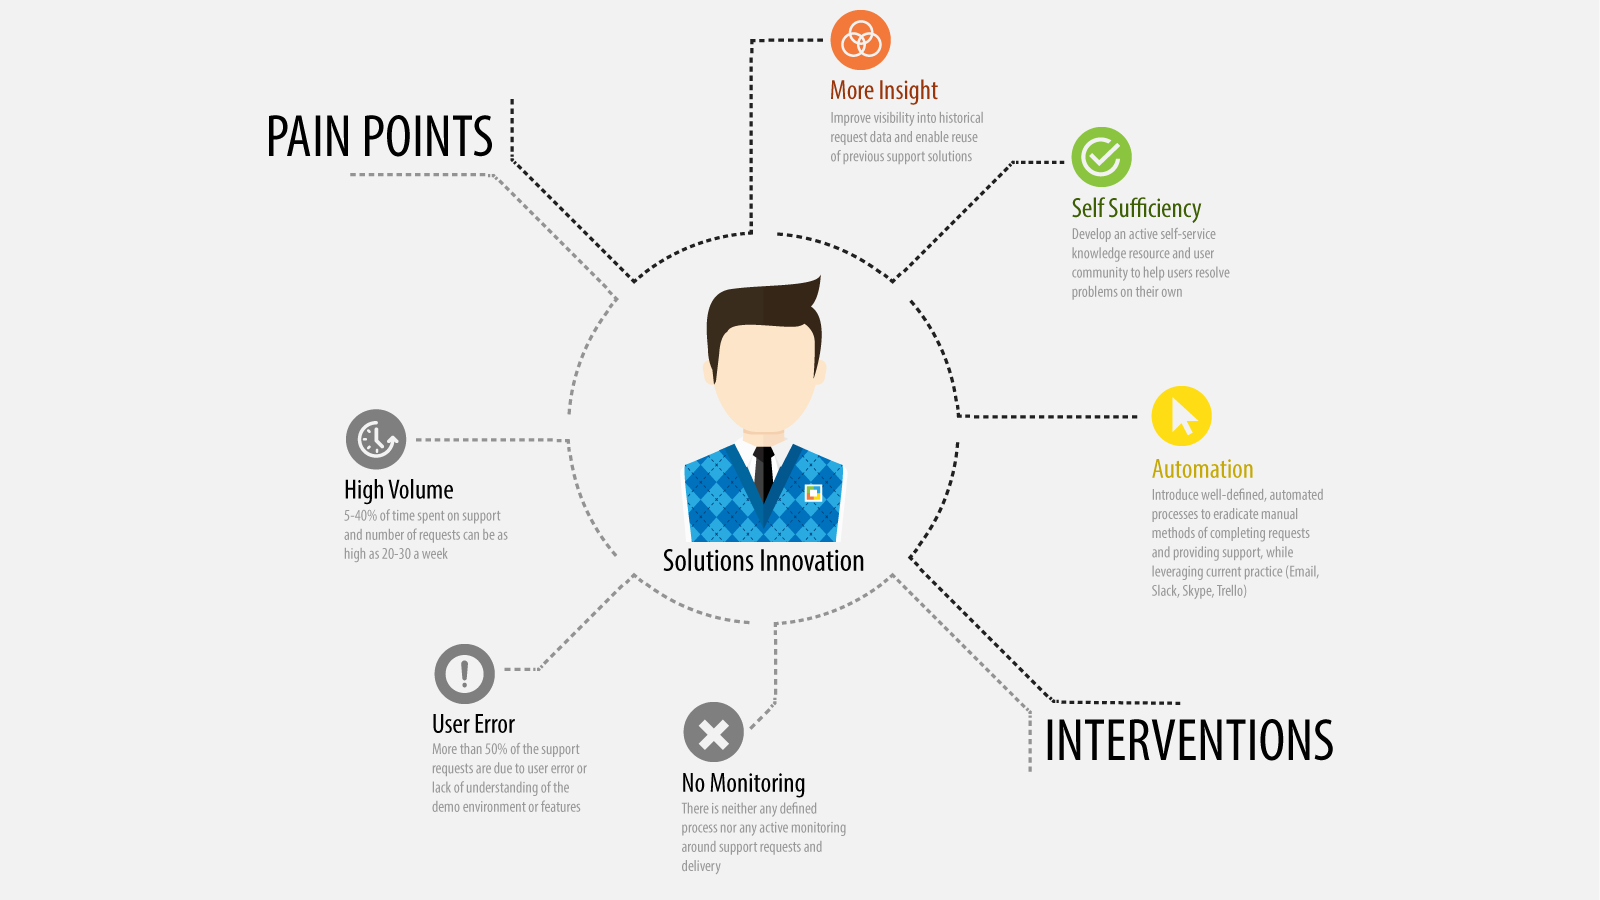 PAIN POINTS
More Insight
Improve visibility into historical
request data and enable reuse
of previous support solutions
Self Sufficiency
Develop an active self-service
knowledge resource and user
community to help users resolve
problems on their own
Automation
Introduce well-defined, automated
processes to eradicate manual
methods of completing requests
and providing support, while
leveraging current practice (Email,
Slack, Skype, Trello)
High Volume
5-40% of time spent on support
and number of requests can be as
high as 20-30 a week
Solutions Innovation
User Error
More than 50% of the support
requests are due to user error or
lack of understanding of the
demo environment or features
No Monitoring
There is neither any defined
process nor any active monitoring
around support requests and
delivery
INTERVENTIONS